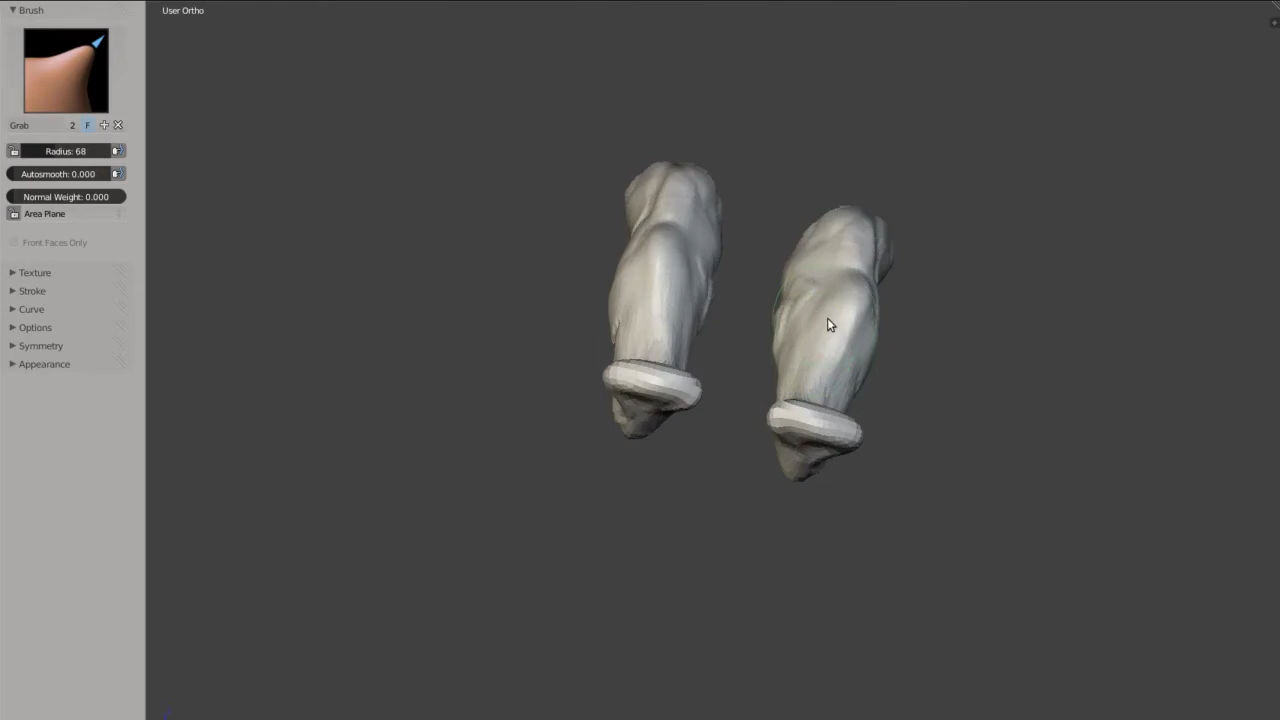 Brush
User Ortho
Grab 2 F
Radius: 68
Autosmooth: 0.000
Normal Weight: 0.000
Area Plane
Front Faces Only
Texture
Stroke
Curve
Options
Symmetry
Appearance